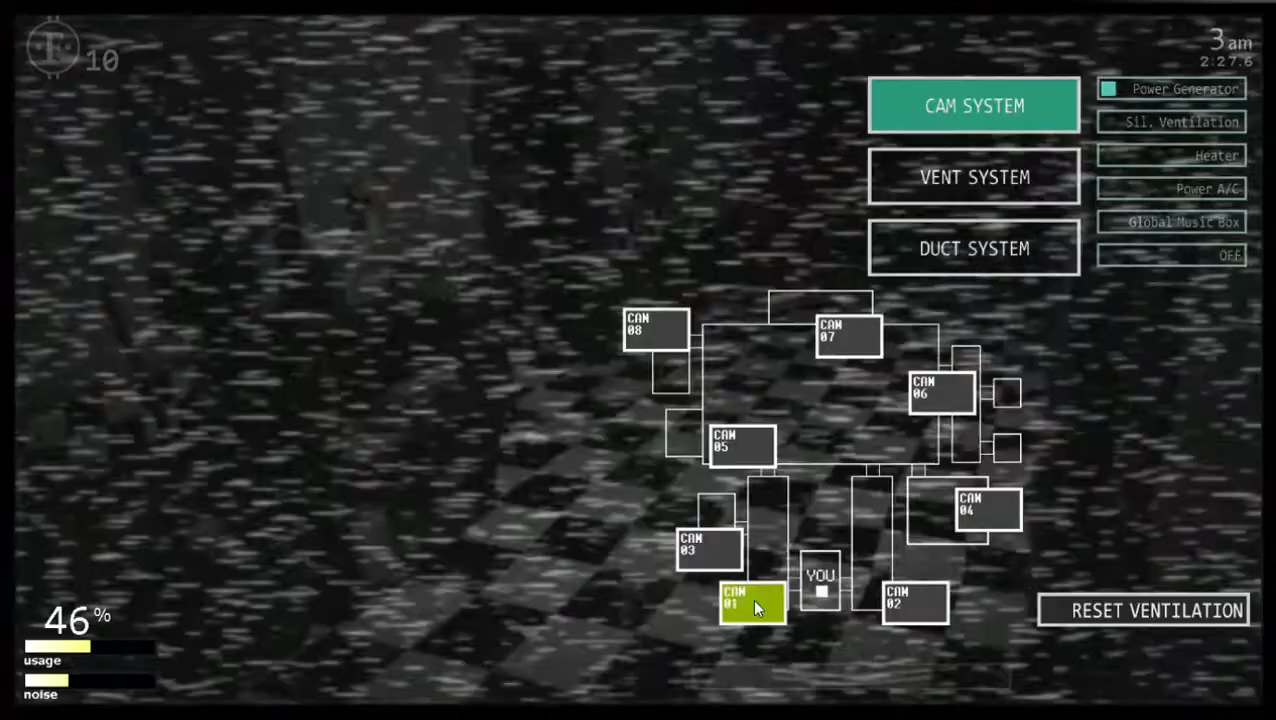 F 10
3 am
2:27.6
CAM SYSTEM
VENT SYSTEM
DUCT SYSTEM
Power Generator
Sil. Ventilation
Heater
Power A/C
Global Music Box
OFF
CAM
08
CAM
07
CAM
06
CAM
05
CAM
04
CAM
03
YOU
CAM
01
CAM
02
RESET VENTILATION
46 %
usage
noise